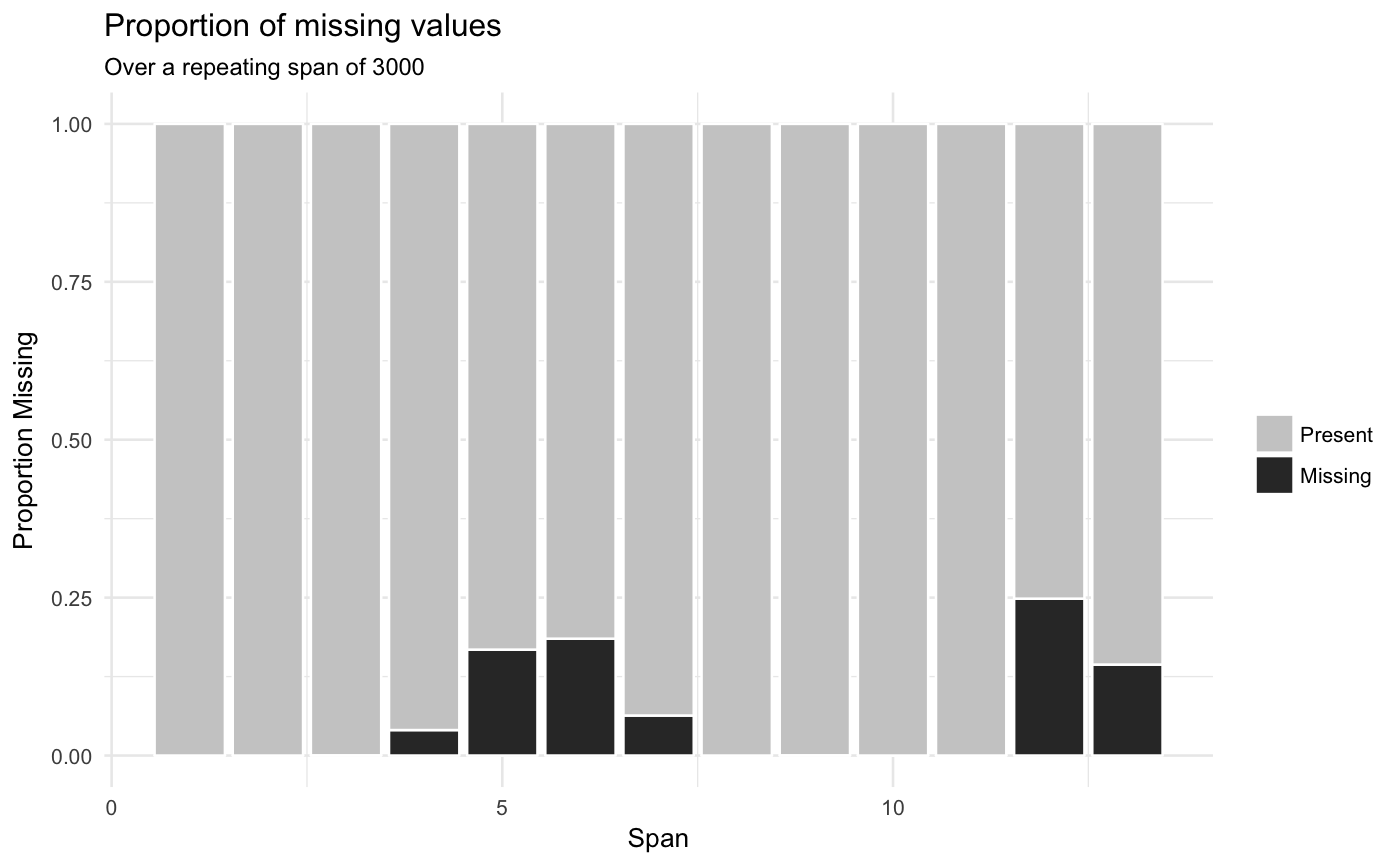 Proportion of missing values
Over a repeating span of 3000
1.00
0.75
0.50
0.25
0.00
Proportion Missing
0
5
10
Span
Present
Missing